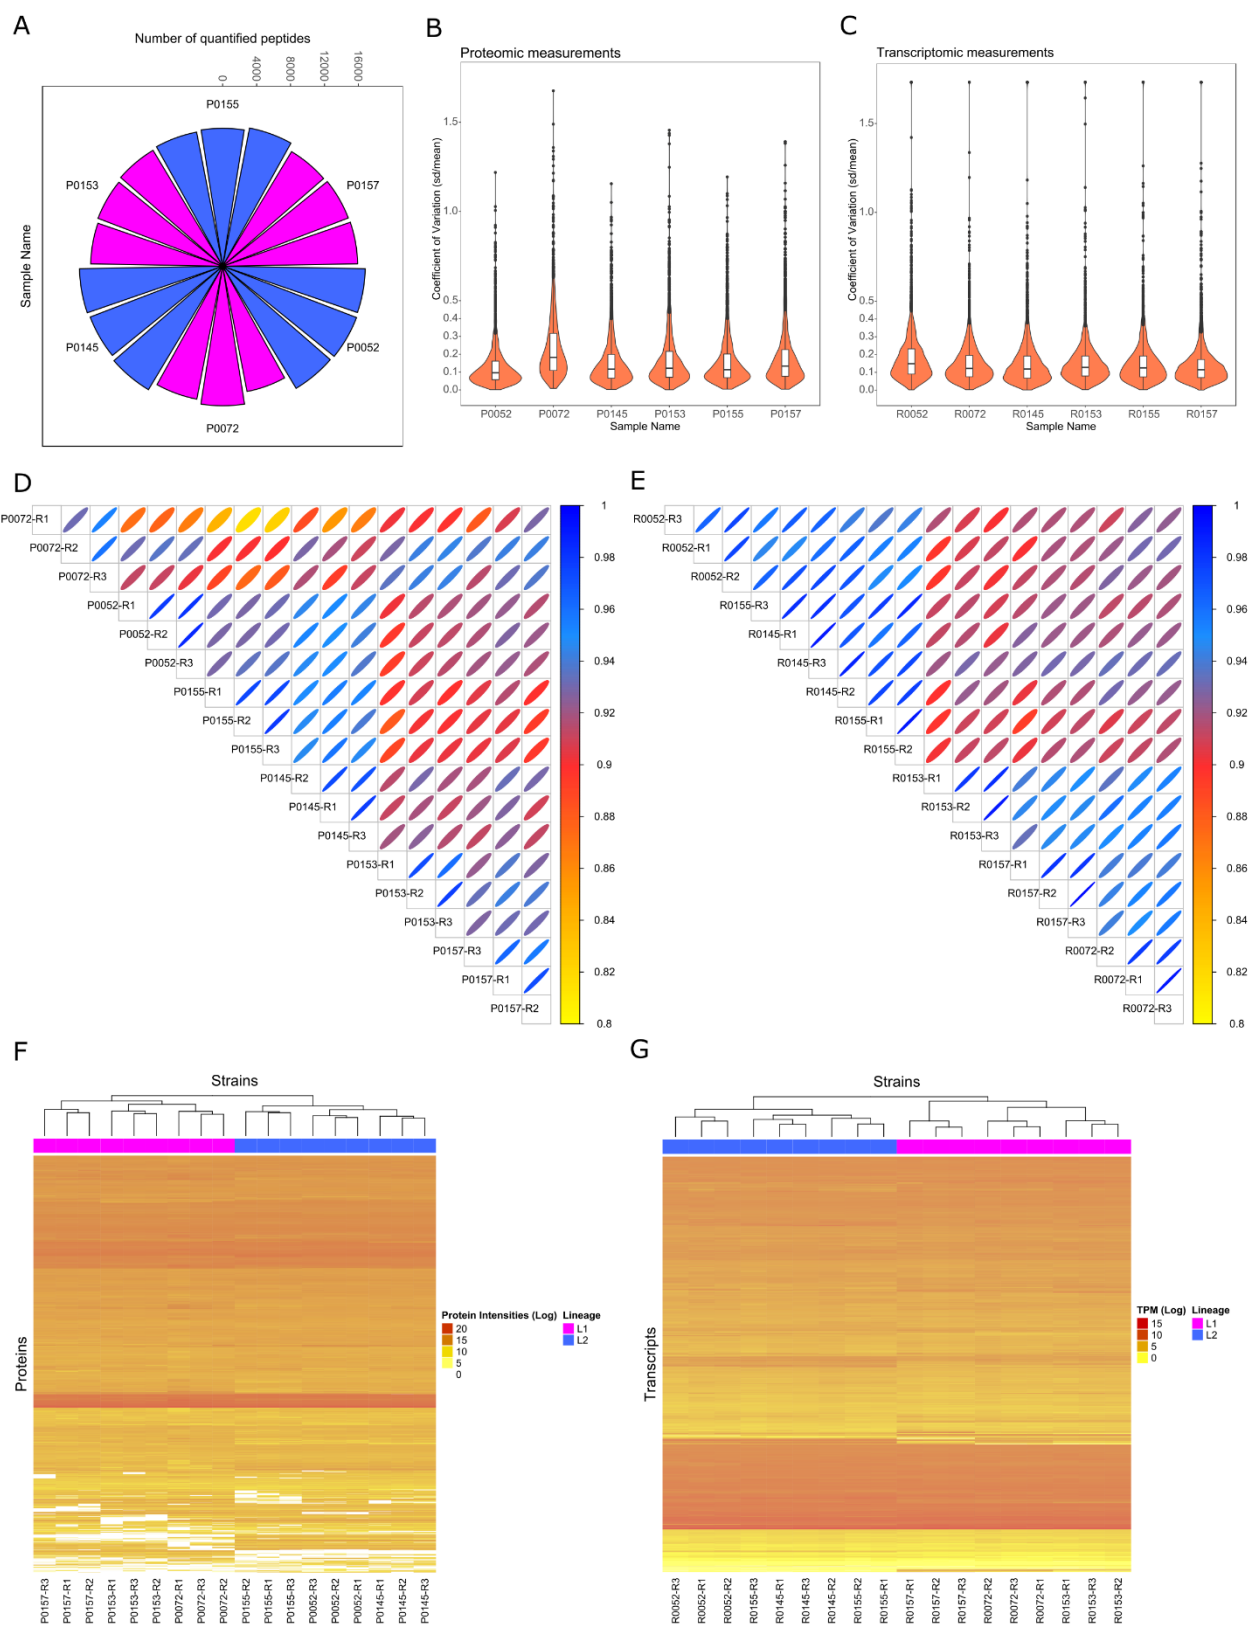 A
Number of quantified peptides
0
4000
8000
12000
16000
P0155
P0153
P0157
Sample Name
P0145
P0052
P0072
B
Proteomic measurements
Coefficient of Variation (sd/mean)
1.5
1.0
0.5
0.4
0.3
0.2
0.1
0.0
P0052 P0072 P0145 P0153 P0155 P0157
Sample Name
C
Transcriptomic measurements
Coefficient of Variation (sd/mean)
1.5
1.0
0.5
0.4
0.3
0.2
0.1
0.0
R0052 R0072 R0145 R0153 R0155 R0157
Sample Name
D
P0072-R1
P0072-R2
P0072-R3
P0052-R1
P0052-R2
P0052-R3
P0155-R1
P0155-R2
P0155-R3
P0145-R2
P0145-R1
P0145-R3
P0153-R1
P0153-R2
P0153-R3
P0157-R3
P0157-R1
P0157-R2
1
0.98
0.96
0.94
0.92
0.9
0.88
0.86
0.84
0.82
0.8
E
R0052-R3
R0052-R1
R0052-R2
R0155-R3
R0145-R1
R0145-R3
R0145-R2
R0155-R1
R0155-R2
R0153-R1
R0153-R2
R0153-R3
R0157-R1
R0157-R2
R0157-R3
R0072-R2
R0072-R1
R0072-R3
1
0.98
0.96
0.94
0.92
0.9
0.88
0.86
0.84
0.82
0.8
F
Strains
Proteins
Protein Intensities (Log) Lineage
20 L1
15 L2
10
5
0
P0157-R3
P0157-R1
P0157-R2
P0153-R1
P0153-R3
P0153-R2
P0072-R1
P0072-R3
P0072-R2
P0155-R2
P0155-R1
P0155-R3
P0052-R3
P0052-R2
P0052-R1
P0145-R1
P0145-R2
P0145-R3
G
Strains
Transcripts
TPM (Log) Lineage
15 L1
10 L2
5
0
R0052-R3
R0052-R1
R0052-R2
R0155-R3
R0145-R1
R0145-R3
R0145-R2
R0155-R2
R0155-R1
R0157-R1
R0157-R2
R0157-R3
R0072-R2
R0072-R3
R0072-R1
R0153-R1
R0153-R3
R0153-R2